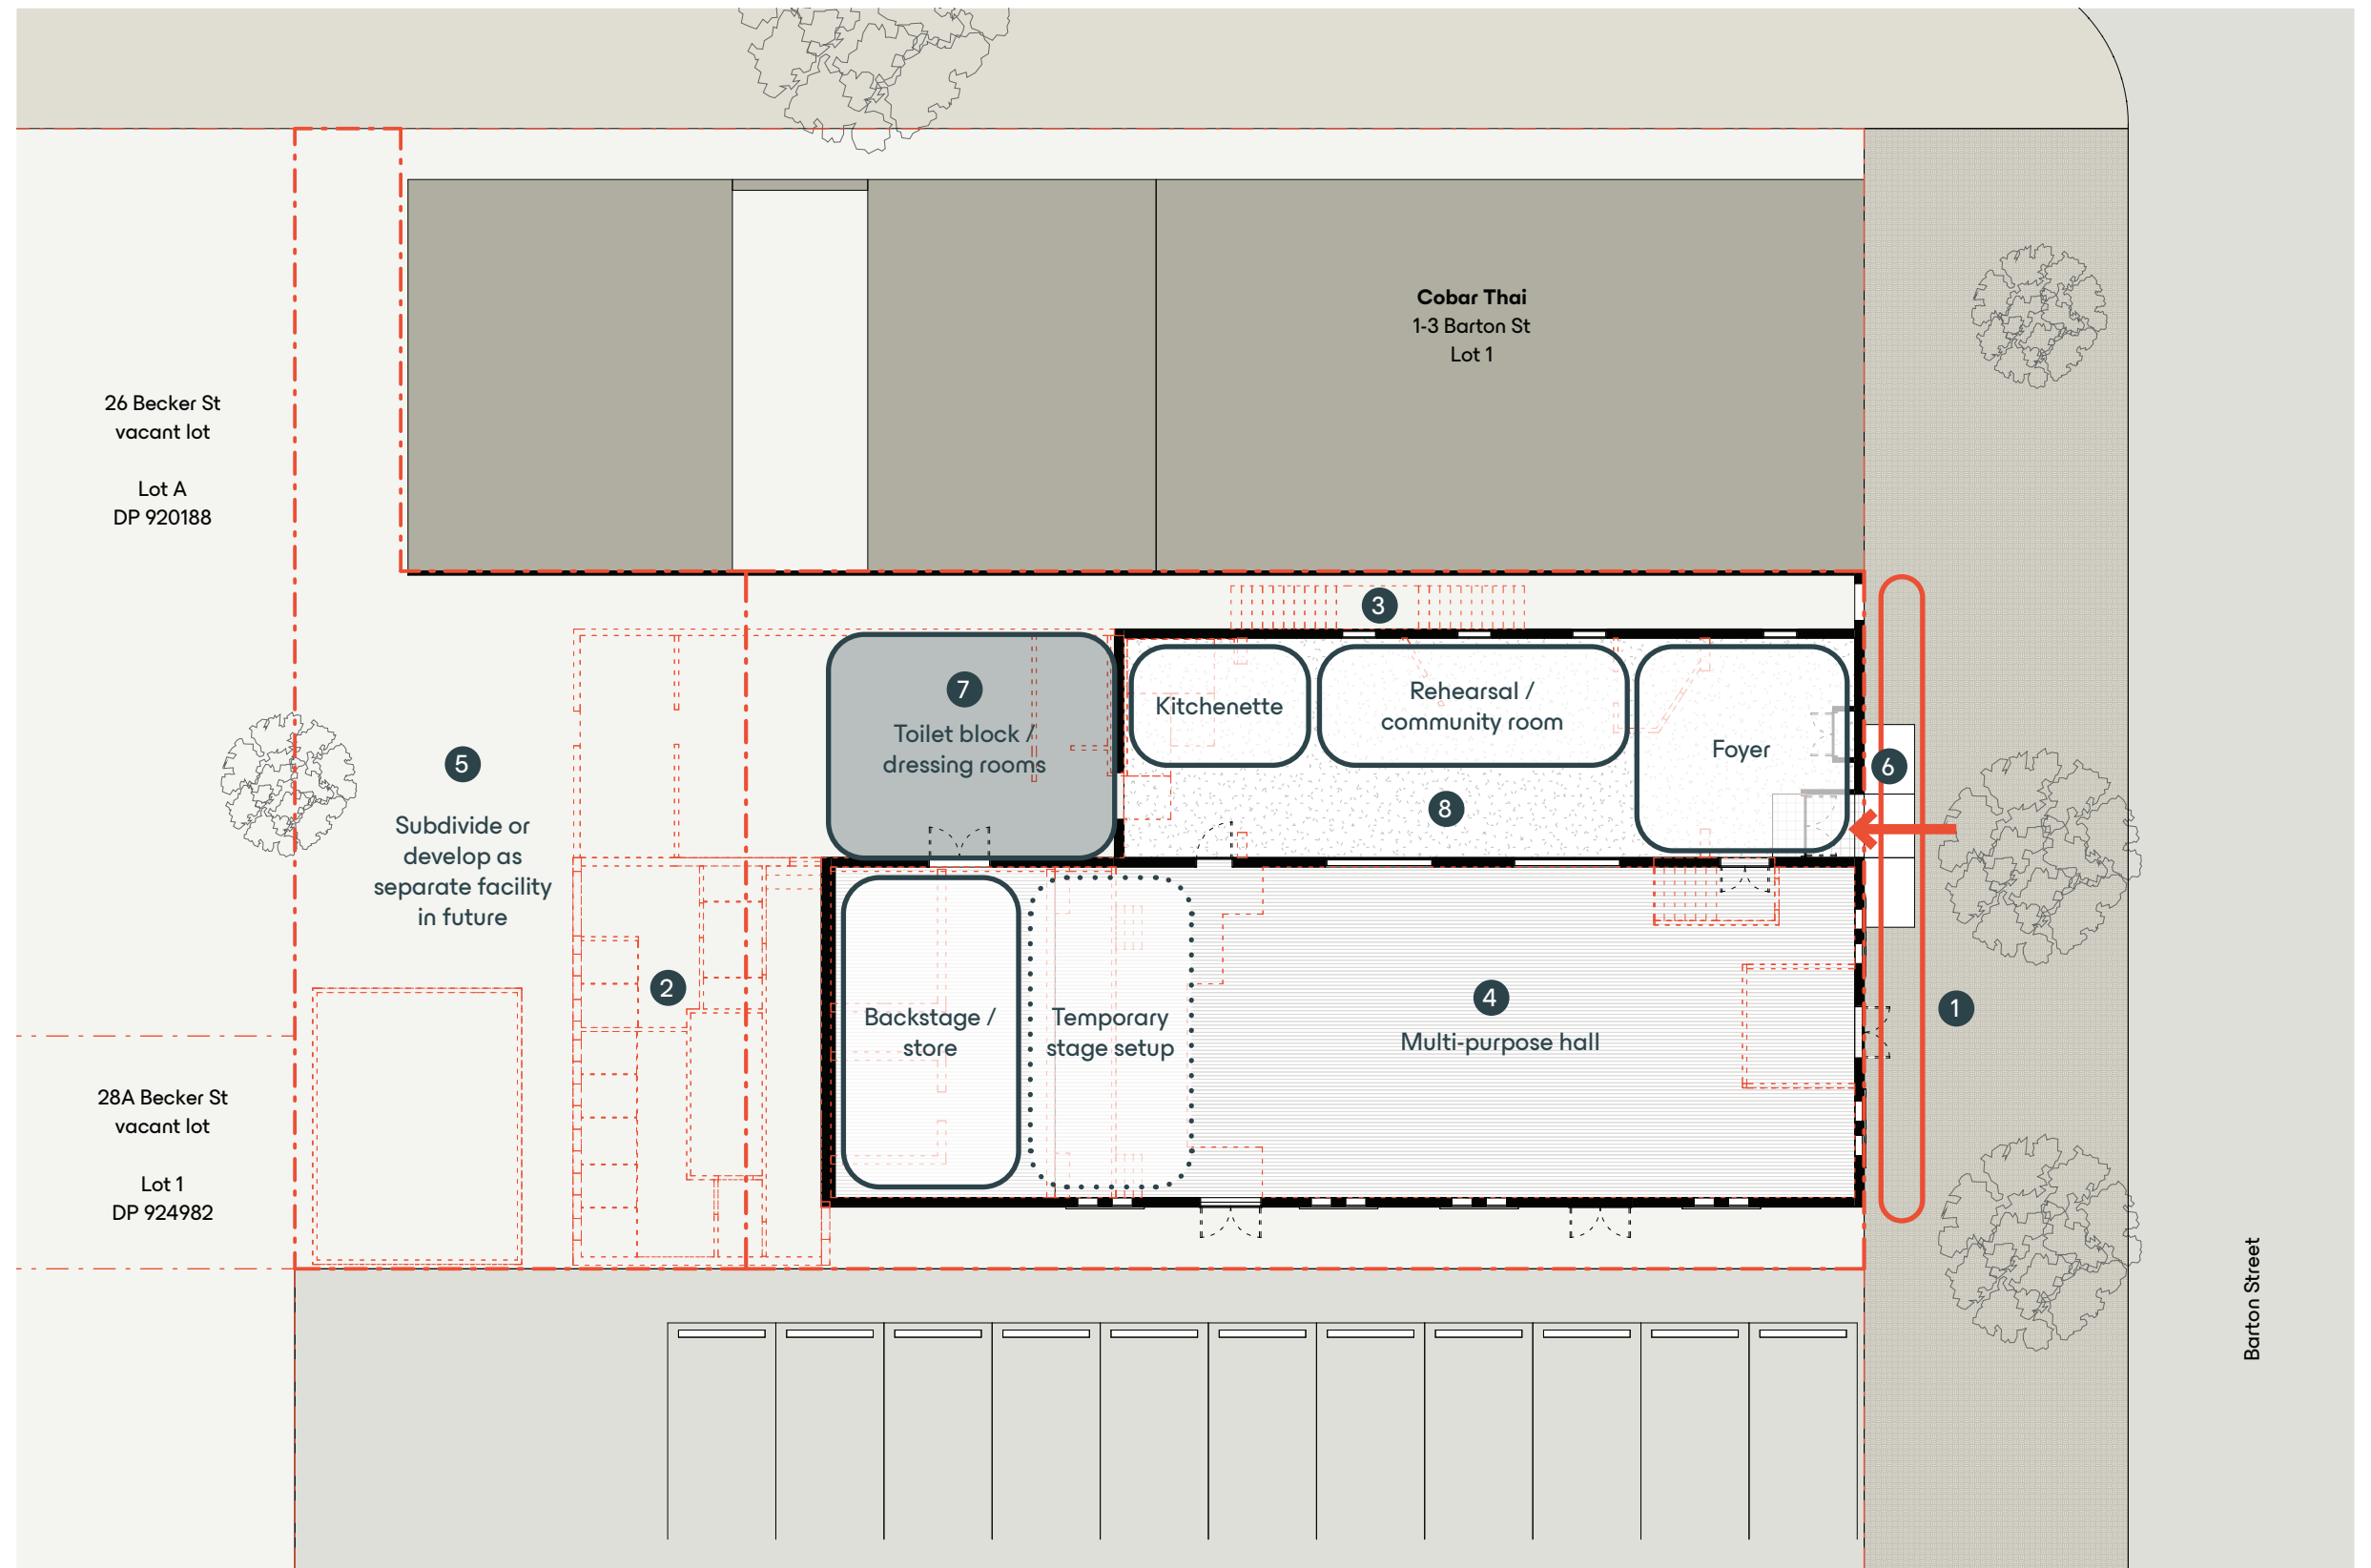 Cobar Thai
1-3 Barton St
Lot 1
26 Becker St
vacant lot
Lot A
DP 920188
3
7
Toilet block /
dressing rooms
Kitchenette
Rehearsal /
community room
Foyer
6
8
5
Subdivide or
develop as
separate facility
in future
2
Backstage /
store
Temporary
stage setup
4
Multi-purpose hall
1
28A Becker St
vacant lot
Lot 1
DP 924982
Barton Street